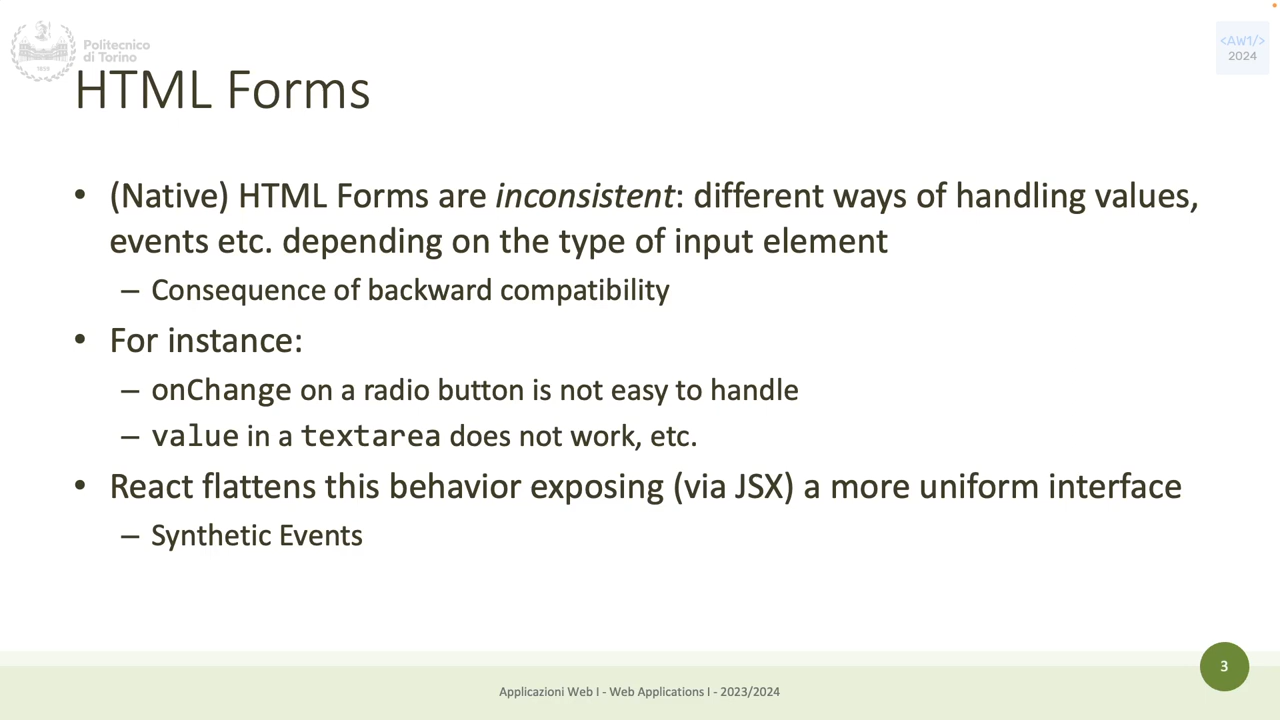 Politecnico
di Torino
1859
<AW1/>
2024
HTML Forms
• (Native) HTML Forms are inconsistent: different ways of handling values,
events etc. depending on the type of input element
– Consequence of backward compatibility
• For instance:
– onChange on a radio button is not easy to handle
– value in a textarea does not work, etc.
• React flattens this behavior exposing (via JSX) a more uniform interface
– Synthetic Events
3
Applicazioni Web I - Web Applications I - 2023/2024